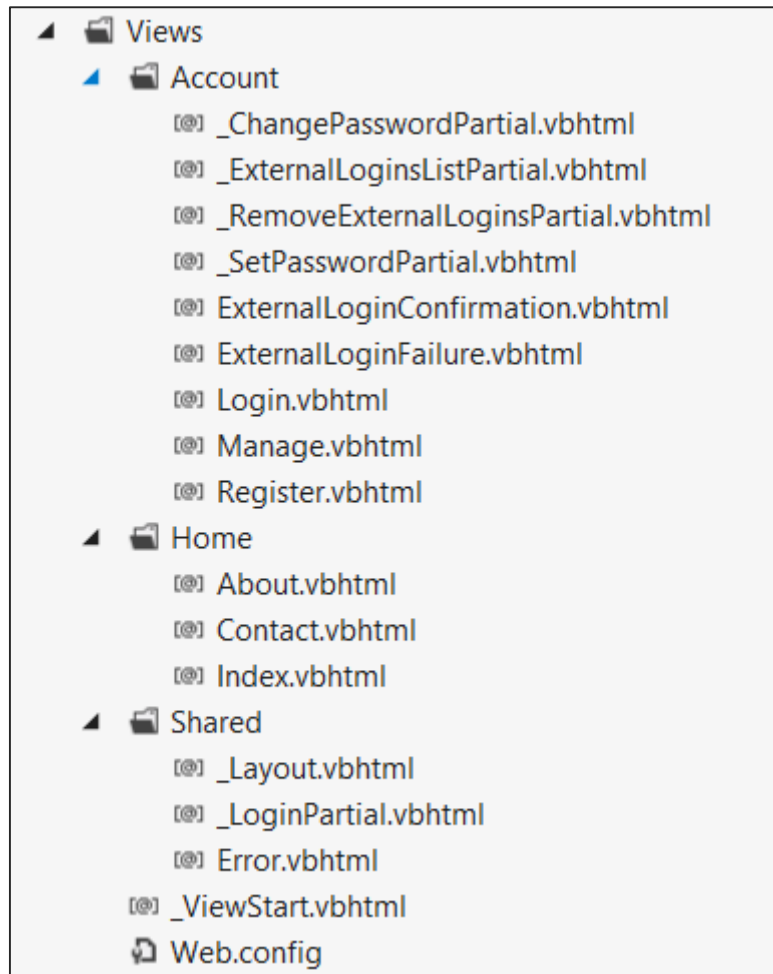 Views
Account
_ChangePasswordPartial.vbhtml
_ExternalLoginsListPartial.vbhtml
_RemoveExternalLoginsPartial.vbhtml
_SetPasswordPartial.vbhtml
ExternalLoginConfirmation.vbhtml
ExternalLoginFailure.vbhtml
Login.vbhtml
Manage.vbhtml
Register.vbhtml
Home
About.vbhtml
Contact.vbhtml
Index.vbhtml
Shared
_Layout.vbhtml
_LoginPartial.vbhtml
Error.vbhtml
_ViewStart.vbhtml
Web.config